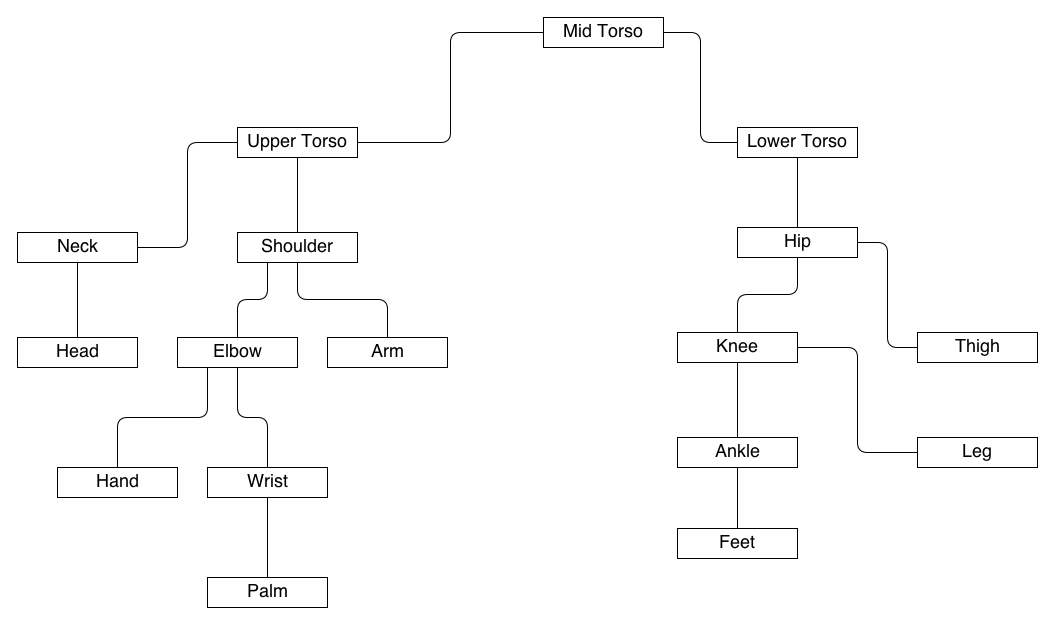 Mid Torso
Upper Torso
Lower Torso
Neck
Shoulder
Hip
Head
Elbow
Arm
Knee
Thigh
Hand
Wrist
Ankle
Leg
Palm
Feet